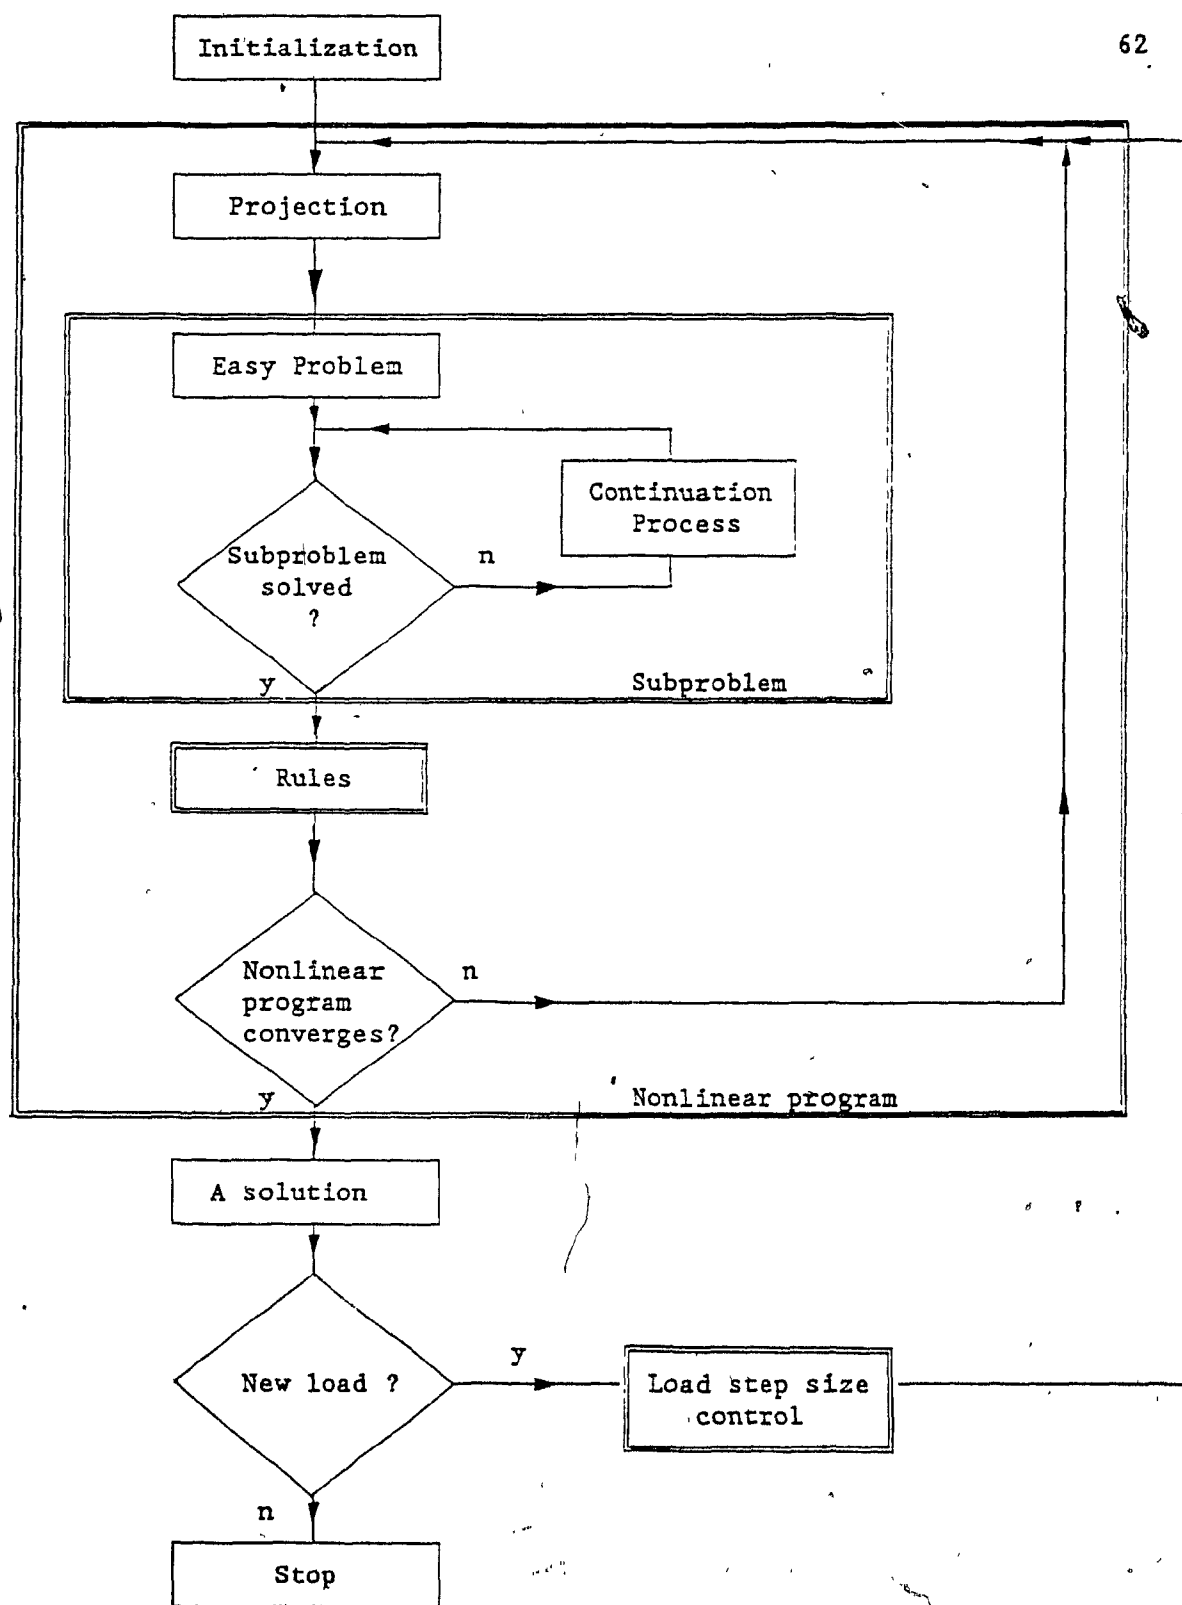 62
Initialization
Projection
Easy Problem
Continuation
Process
Subproblem
solved
?
n
y
Subproblem
Rules
Nonlinear
program
converges?
n
y
Nonlinear program
A solution
New load ?
y
Load step size
control
n
Stop